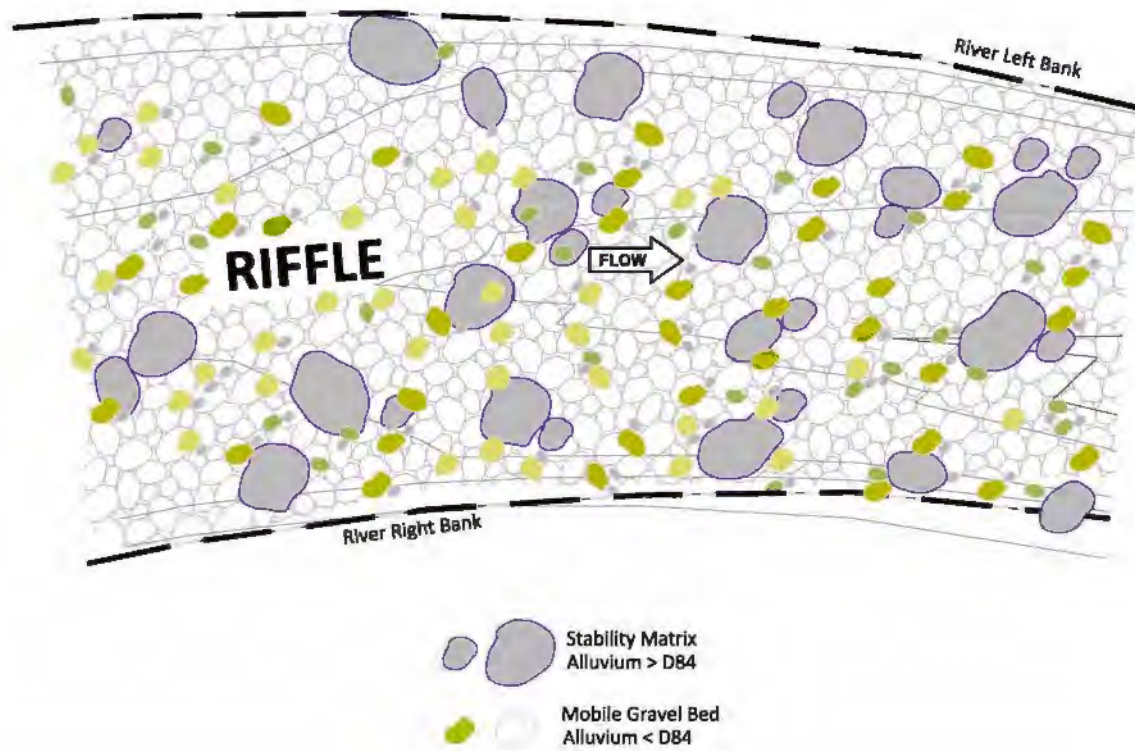 River Left Bank
RIFFLE
FLOW
River Right Bank
Stability Matrix
Alluvium > D84
Mobile Gravel Bed
Alluvium < D84